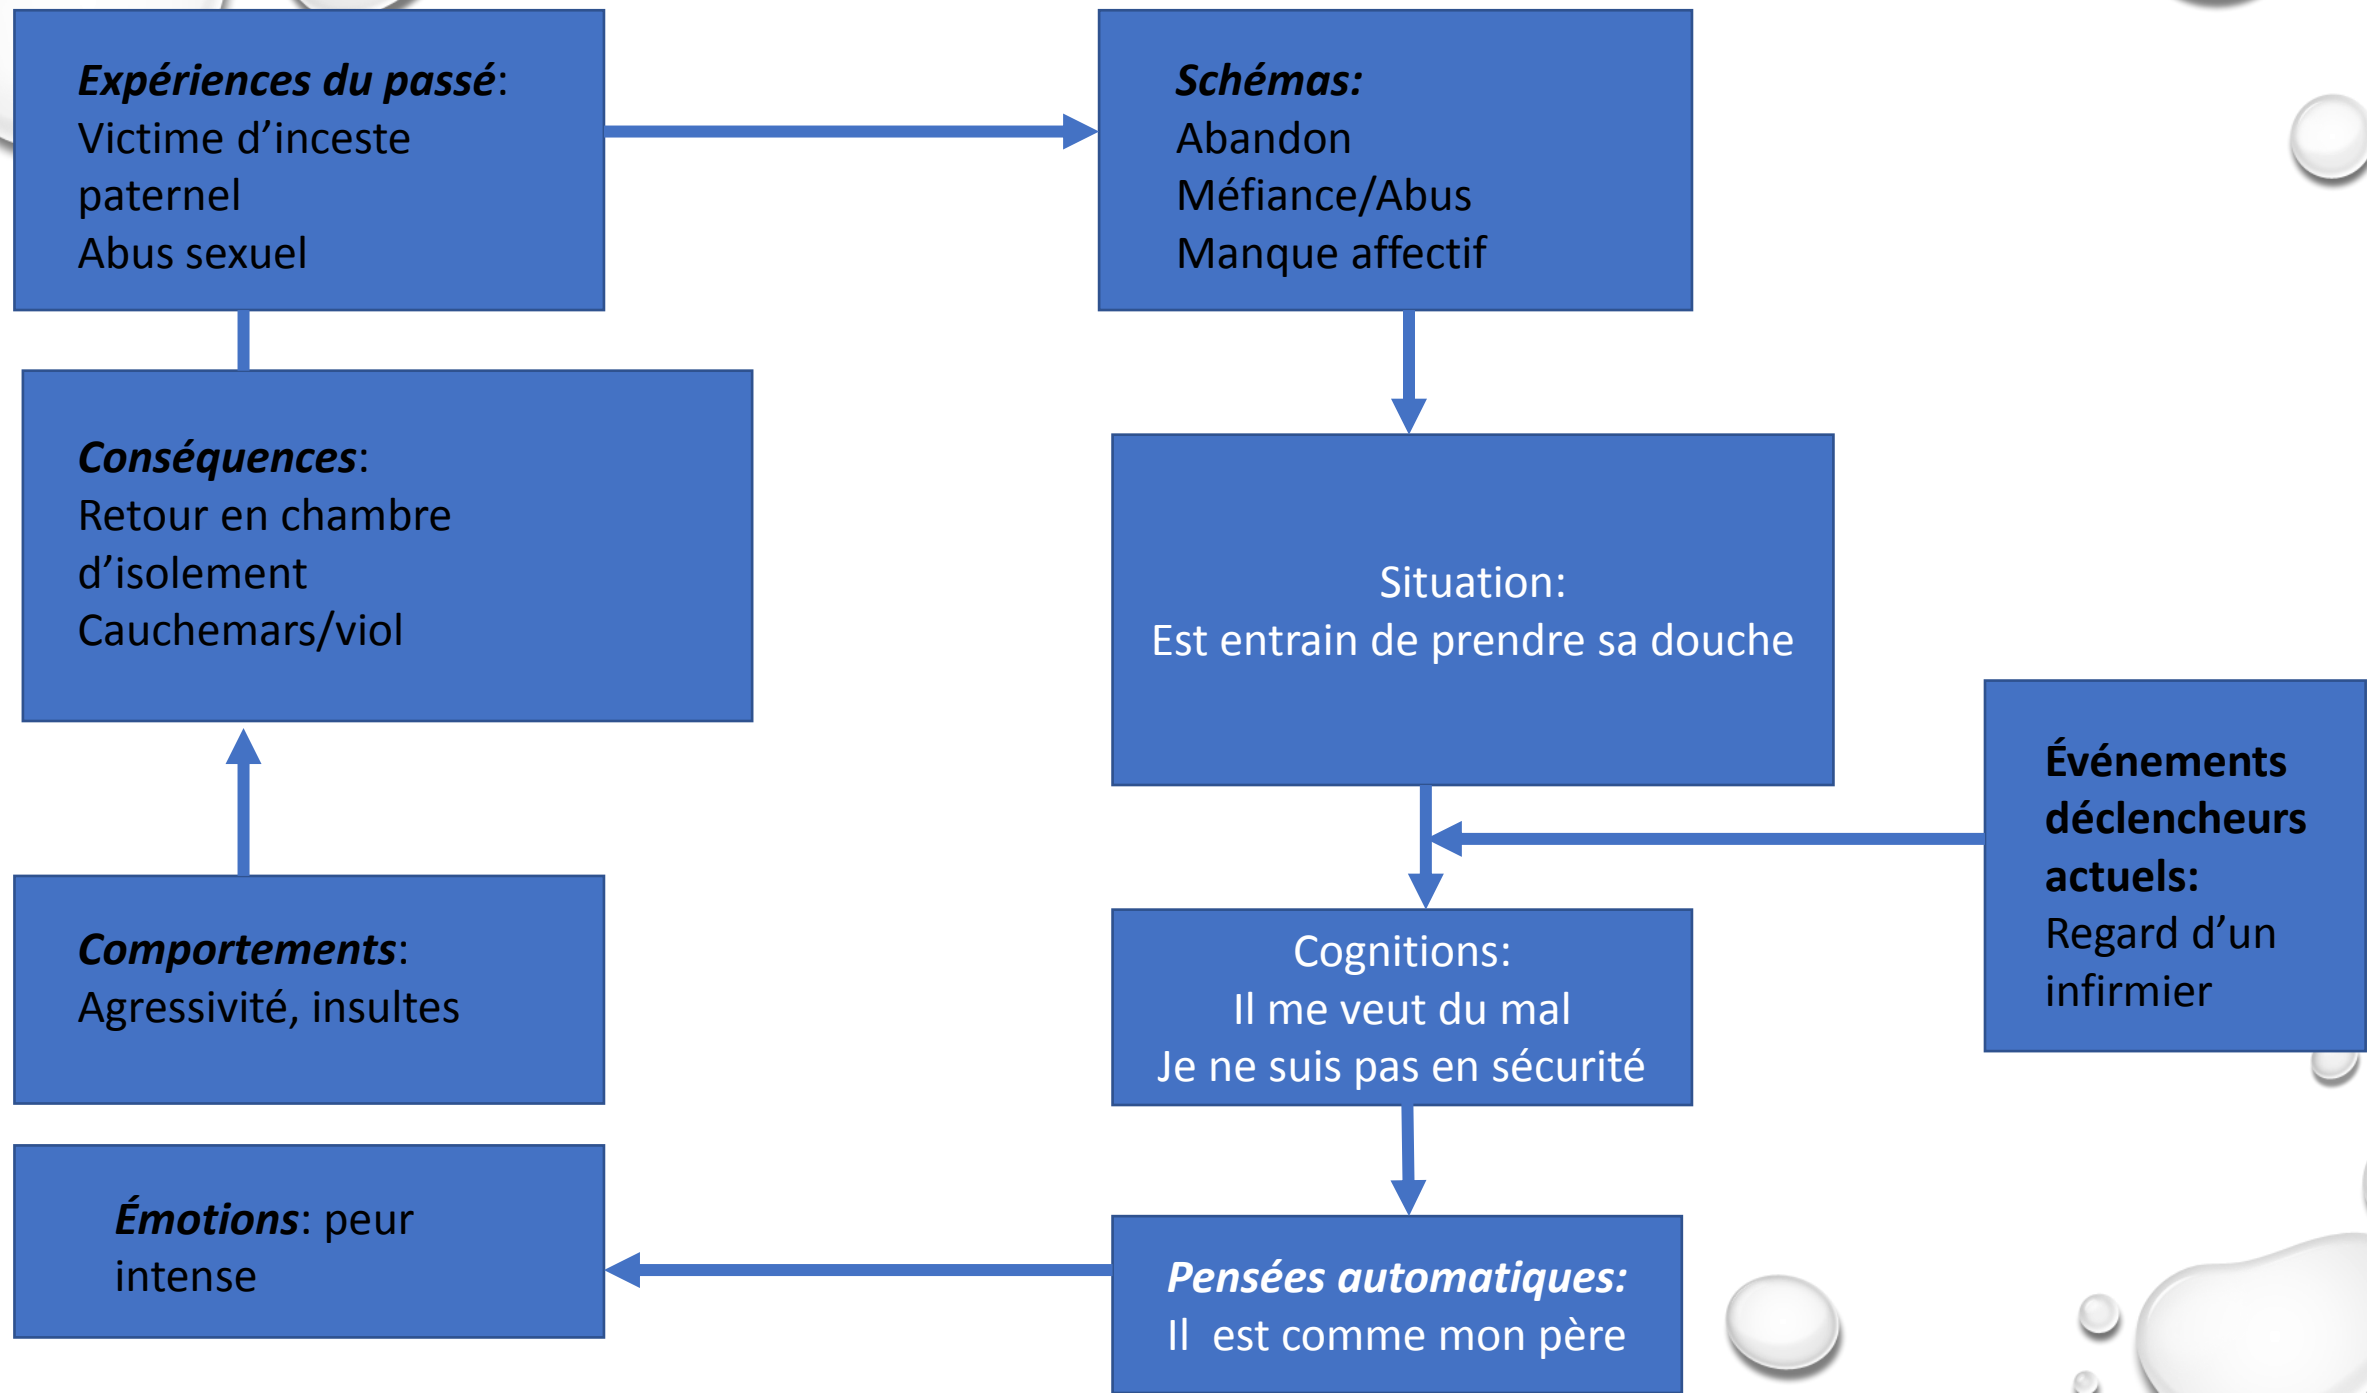 Expériences du passé:
Victime d’inceste
paternel
Abus sexuel
Schémas:
Abandon
Méfiance/Abus
Manque affectif
Conséquences:
Retour en chambre
d’isolement
Cauchemars/viol
Situation:
Est entrain de prendre sa douche
Événements
déclencheurs
actuels:
Regard d’un
infirmier
Comportements:
Agressivité, insultes
Cognitions:
Il me veut du mal
Je ne suis pas en sécurité
Émotions: peur
intense
Pensées automatiques:
Il  est comme mon père